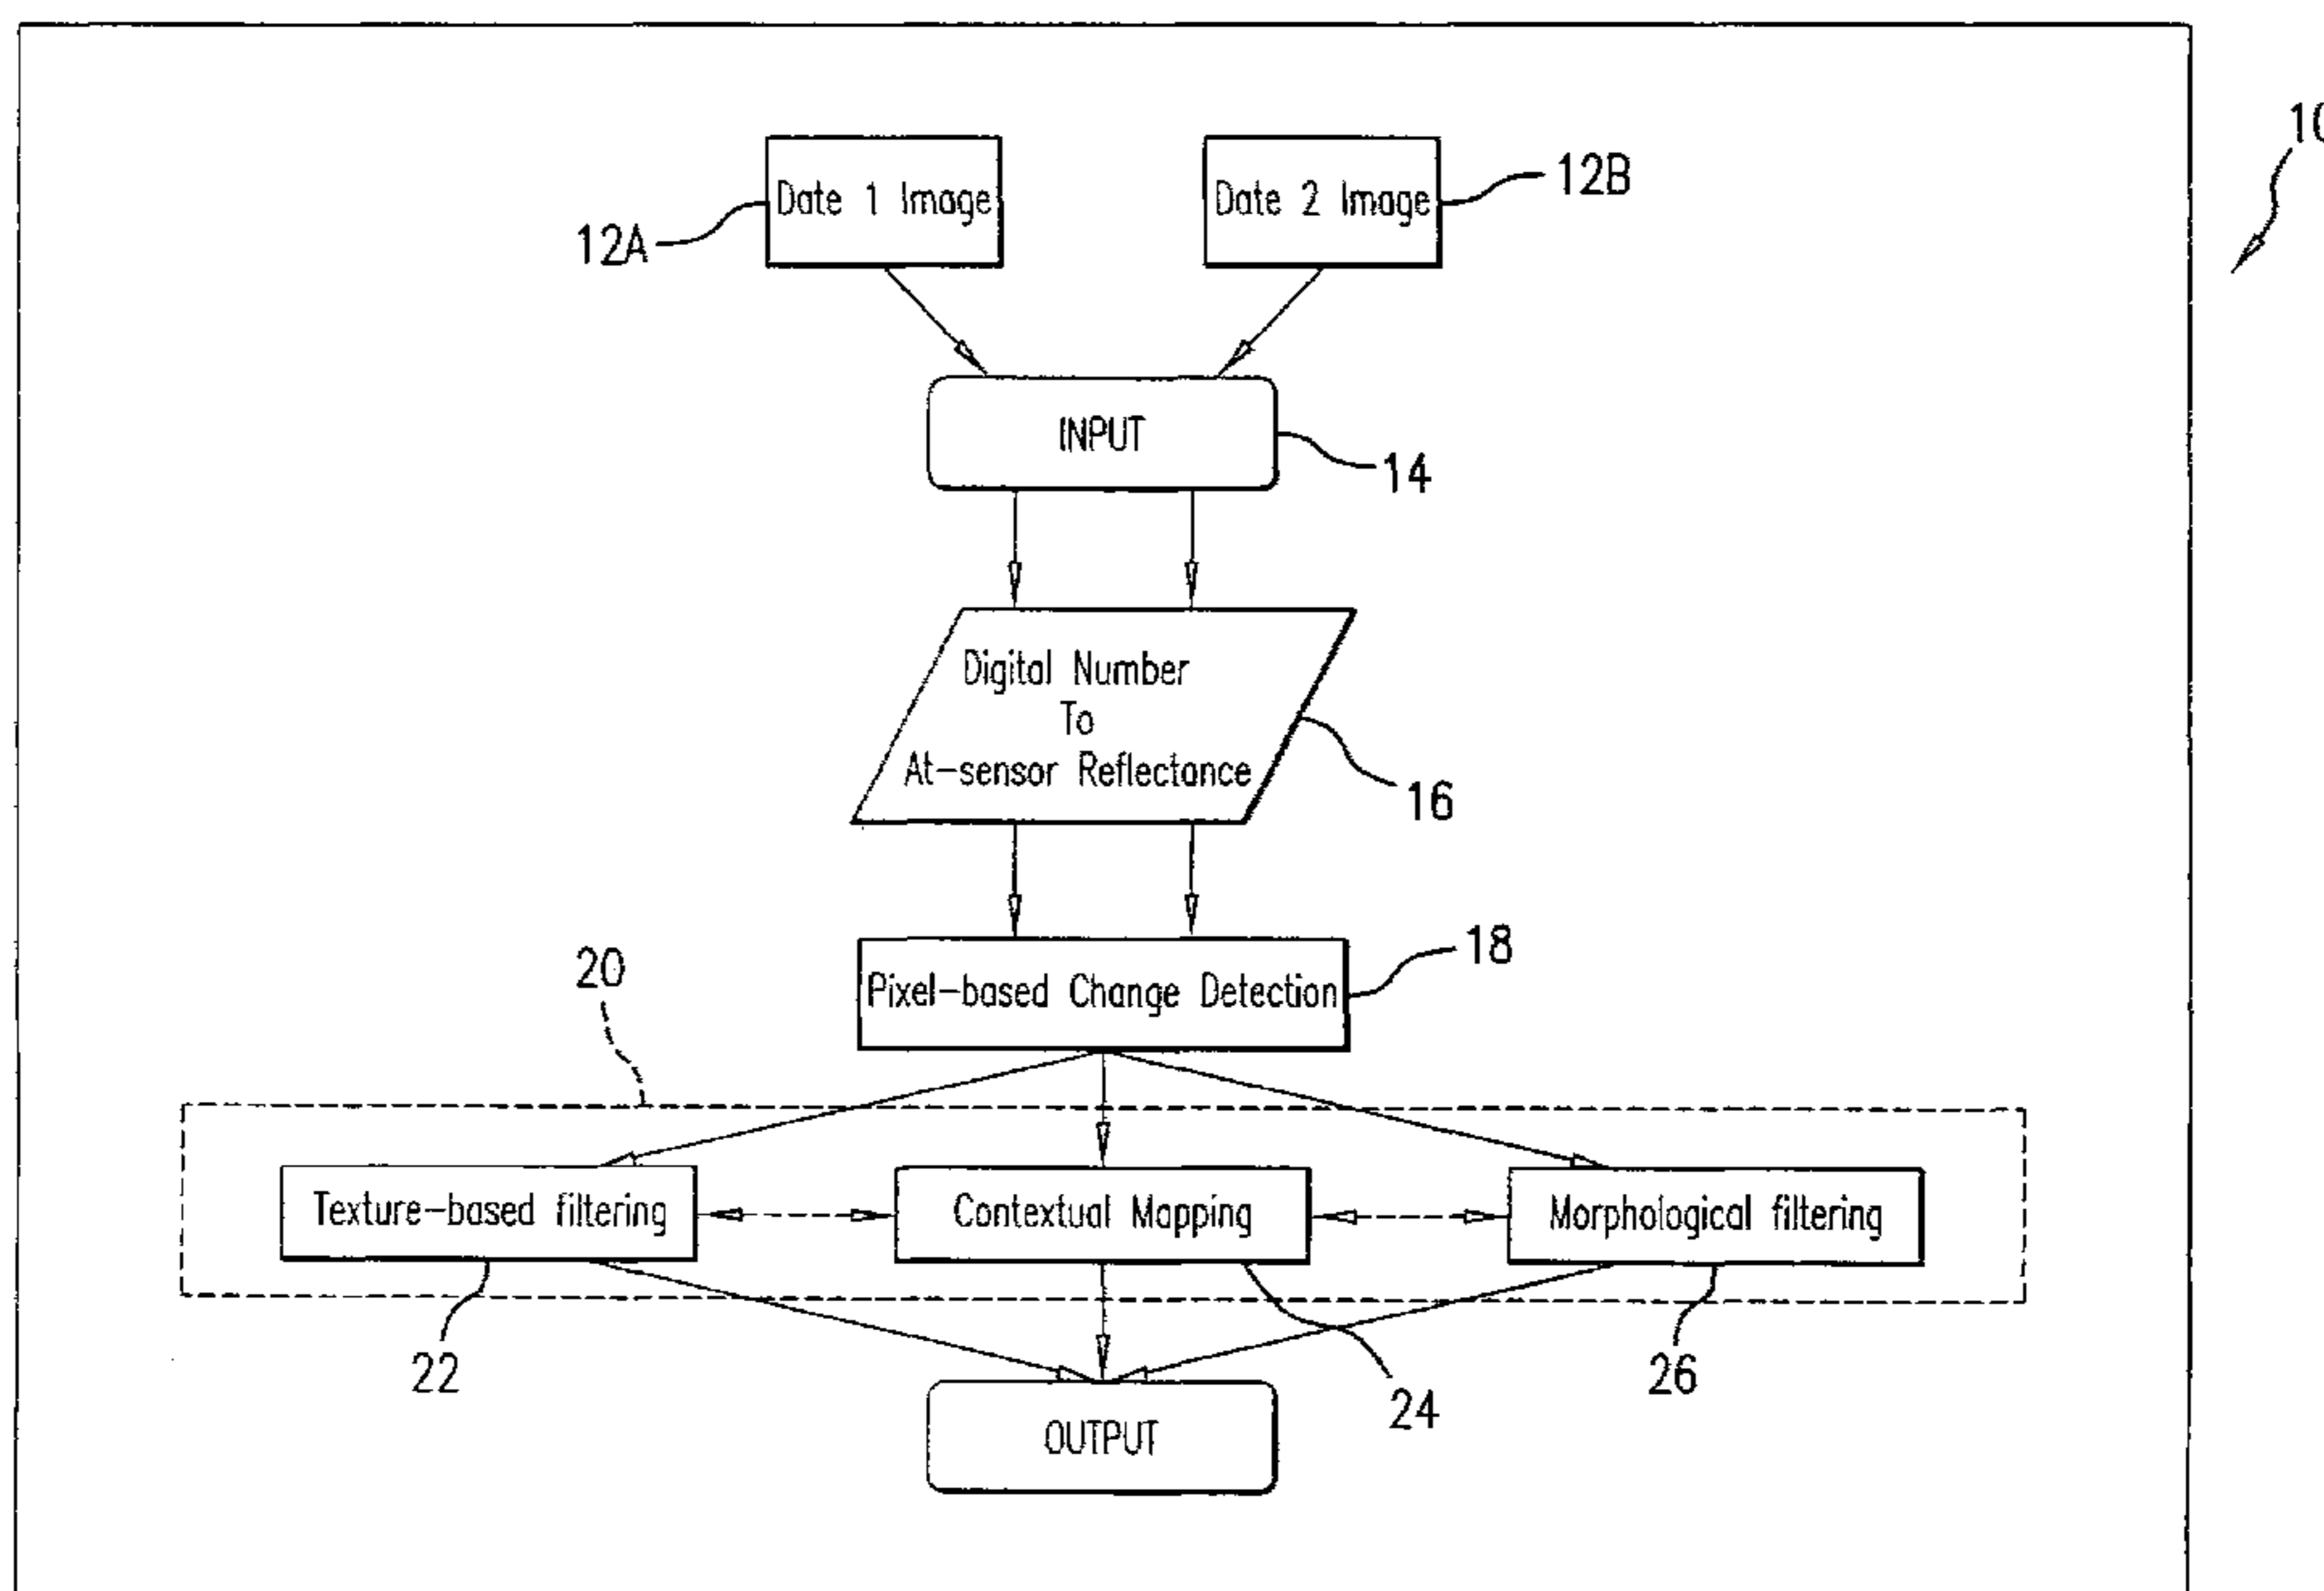 10
Date 1 Image
Date 2 Image
12B
12A
INPUT
14
Digital Number
To
At-sensor Reflectance
16
18
20
Pixel-based Change Detection
Texture-based filtering
Contextual Mapping
Morphological filtering
22
26
24
OUTPUT